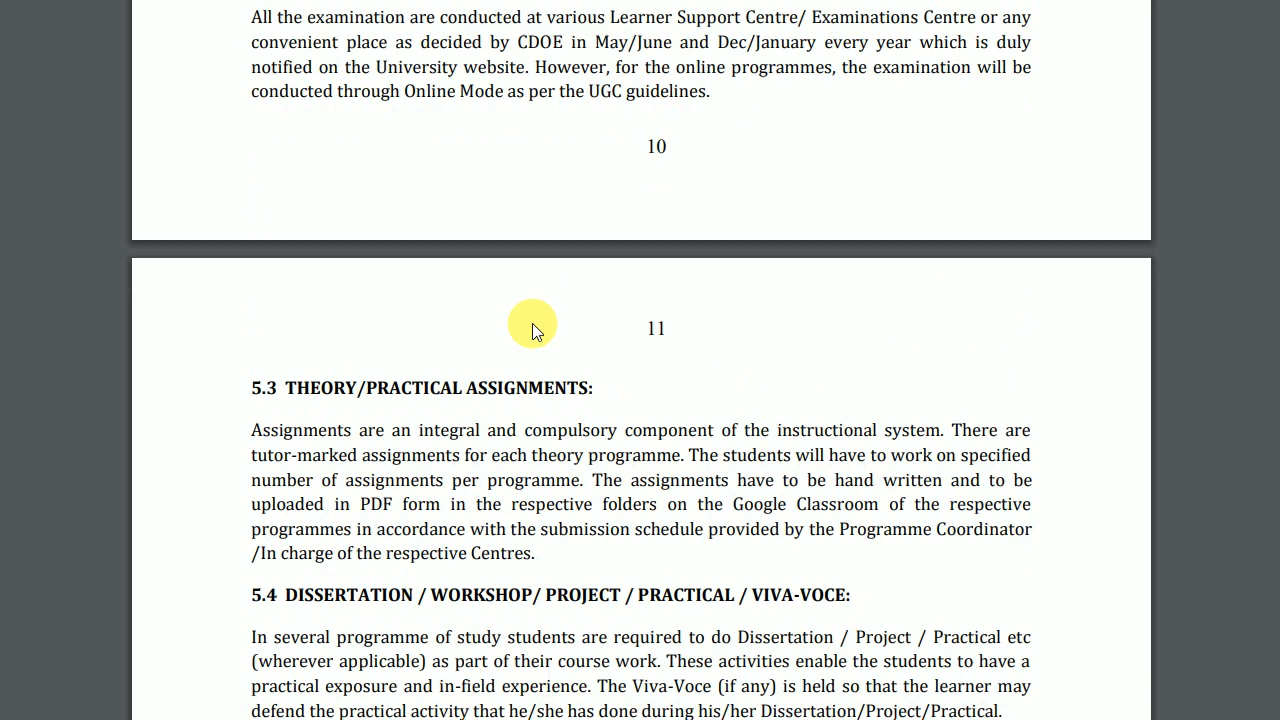 All the examination are conducted at various Learner Support Centre/ Examinations Centre or any
convenient place as decided by CDOE in May/June and Dec/January every year which is duly
notified on the University website. However, for the online programmes, the examination will be
conducted through Online Mode as per the UGC guidelines.
10
11
5.3 THEORY/PRACTICAL ASSIGNMENTS:
Assignments are an integral and compulsory component of the instructional system. There are
tutor-marked assignments for each theory programme. The students will have to work on specified
number of assignments per programme. The assignments have to be hand written and to be
uploaded in PDF form in the respective folders on the Google Classroom of the respective
programmes in accordance with the submission schedule provided by the Programme Coordinator
/In charge of the respective Centres.
5.4 DISSERTATION / WORKSHOP/ PROJECT / PRACTICAL / VIVA-VOCE:
In several programme of study students are required to do Dissertation / Project / Practical etc
(wherever applicable) as part of their course work. These activities enable the students to have a
practical exposure and in-field experience. The Viva-Voce (if any) is held so that the learner may
defend the practical activity that he/she has done during his/her Dissertation/Project/Practical.